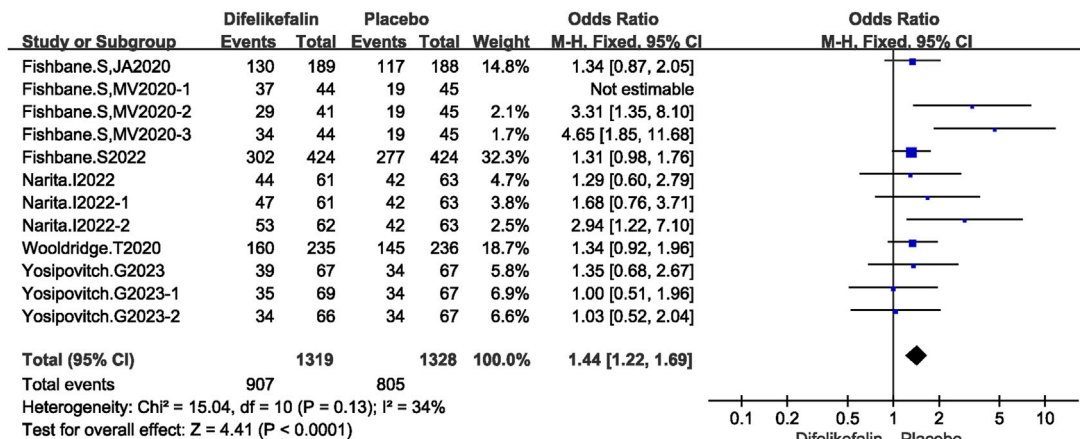 Difelikefalin Placebo Odds Ratio Odds Ratio
Study or Subgroup Events Total Events Total Weight M-H. Fixed. 95% CI M-H. Fixed. 95% CI
Fishbane.S,JA2020 130 189 117 188 14.8% 1.34 [0.87, 2.05]
Fishbane.S,MV2020-1 37 44 19 45 Not estimable
Fishbane.S,MV2020-2 29 41 19 45 2.1% 3.31 [1.35, 8.10]
Fishbane.S,MV2020-3 34 44 19 45 1.7% 4.65 [1.85, 11.68]
Fishbane.S2022 302 424 277 424 32.3% 1.31 [0.98, 1.76]
Narita.I2022 44 61 42 63 4.7% 1.29 [0.60, 2.79]
Narita.I2022-1 47 61 42 63 3.8% 1.68 [0.76, 3.71]
Narita.I2022-2 53 62 42 63 2.5% 2.94 [1.22, 7.10]
Wooldridge.T2020 160 235 145 236 18.7% 1.34 [0.92, 1.96]
Yosipovitch.G2023 39 67 34 67 5.8% 1.35 [0.68, 2.67]
Yosipovitch.G2023-1 35 69 34 67 6.9% 1.00 [0.51, 1.96]
Yosipovitch.G2023-2 34 66 34 67 6.6% 1.03 [0.52, 2.04]
Total (95% CI) 1319 1328 100.0% 1.44 [1.22, 1.69]
Total events 907 805
Heterogeneity: Chi² = 15.04, df = 10 (P = 0.13); I² = 34%
Test for overall effect: Z = 4.41 (P < 0.0001)
0.1 0.2 0.5 1 2 5 10
Difelikefalin Placebo